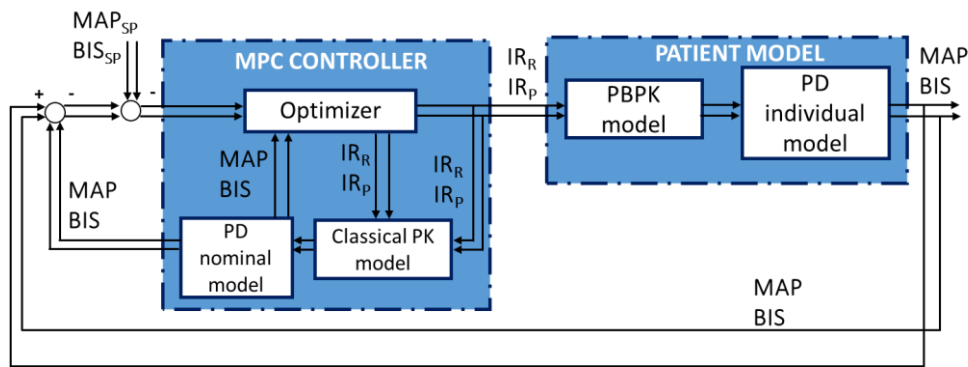 MAP_SP
BIS_SP
+
-
-
MPC CONTROLLER
Optimizer
MAP
BIS
IR_R
IR_P
IR_R
IR_P
PD
nominal
model
Classical PK
model
MAP
BIS
IR_R
IR_P
PATIENT MODEL
PBPK
model
PD
individual
model
MAP
BIS
MAP
BIS